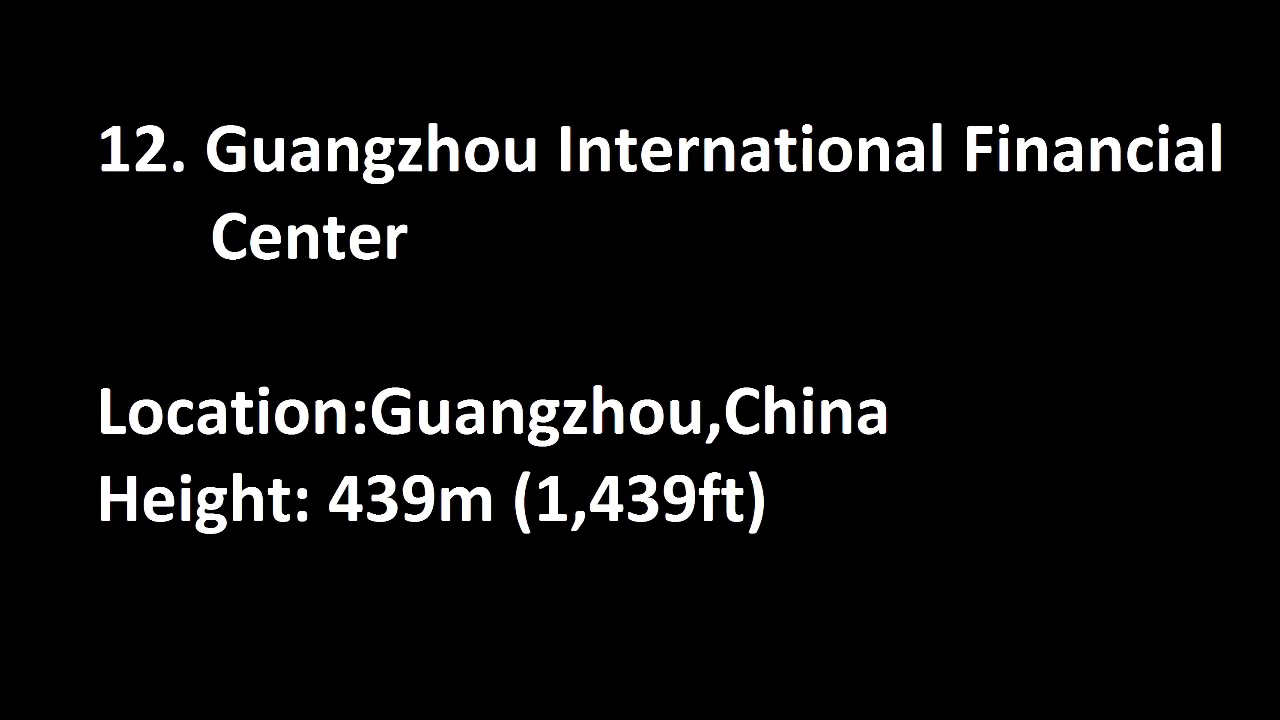 12. Guangzhou International Financial
Center
Location:Guangzhou,China
Height: 439m (1,439ft)